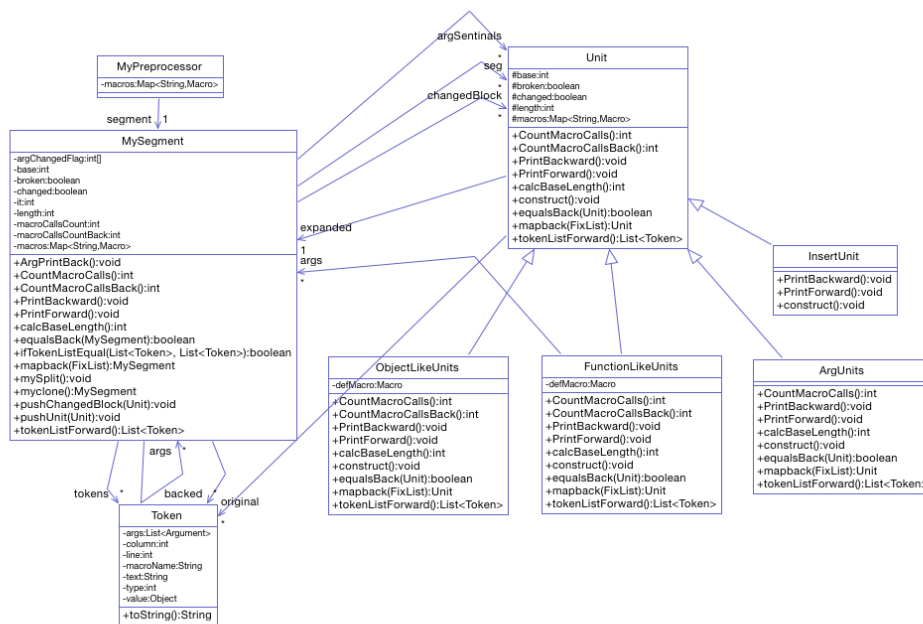 MyPreprocessor
-macros:Map<String,Macro>
segment
1
MySegment
-argChangedFlag:int[]
-base:int
-broken:boolean
-changed:boolean
-it:int
-length:int
-macroCallsCount:int
-macroCallsCountBack:int
-macros:Map<String,Macro>
+ArgPrintBack():void
+CountMacroCalls():int
+CountMacroCallsBack():int
+PrintBackward():void
+PrintForward():void
+calcBaseLength():int
+equalsBack(MySegment):boolean
+ifTokenListEqual(List<Token>, List<Token>):boolean
+mapback(FixList):MySegment
+mySplit():void
+myclone():MySegment
+pushChangedBlock(Unit):void
+pushUnit(Unit):void
+tokenListForward():List<Token>
argSentinals
*
seg
*
changedBlock
*
Unit
#base:int
#broken:boolean
#changed:boolean
#length:int
#macros:Map<String,Macro>
+CountMacroCalls():int
+CountMacroCallsBack():int
+PrintBackward():void
+PrintForward():void
+calcBaseLength():int
+construct():void
+equalsBack(Unit):boolean
+mapback(FixList):Unit
+tokenListForward():List<Token>
expanded
1
args
*
InsertUnit
+PrintBackward():void
+PrintForward():void
+construct():void
ObjectLikeUnits
-defMacro:Macro
+CountMacroCalls():int
+CountMacroCallsBack():int
+PrintBackward():void
+PrintForward():void
+calcBaseLength():int
+construct():void
+equalsBack(Unit):boolean
+mapback(FixList):Unit
+tokenListForward():List<Token>
FunctionLikeUnits
-defMacro:Macro
+CountMacroCalls():int
+CountMacroCallsBack():int
+PrintBackward():void
+PrintForward():void
+calcBaseLength():int
+construct():void
+equalsBack(Unit):boolean
+mapback(FixList):Unit
+tokenListForward():List<Token>
ArgUnits
+CountMacroCalls():int
+PrintBackward():void
+PrintForward():void
+calcBaseLength():int
+construct():void
+equalsBack(Unit):boolean
+mapback(FixList):Unit
+tokenListForward():List<Token>
args
*
tokens
*
backed
*
original
*
Token
-args:List<Argument>
-column:int
-line:int
-macroName:String
-text:String
-type:int
-value:Object
+toString():String